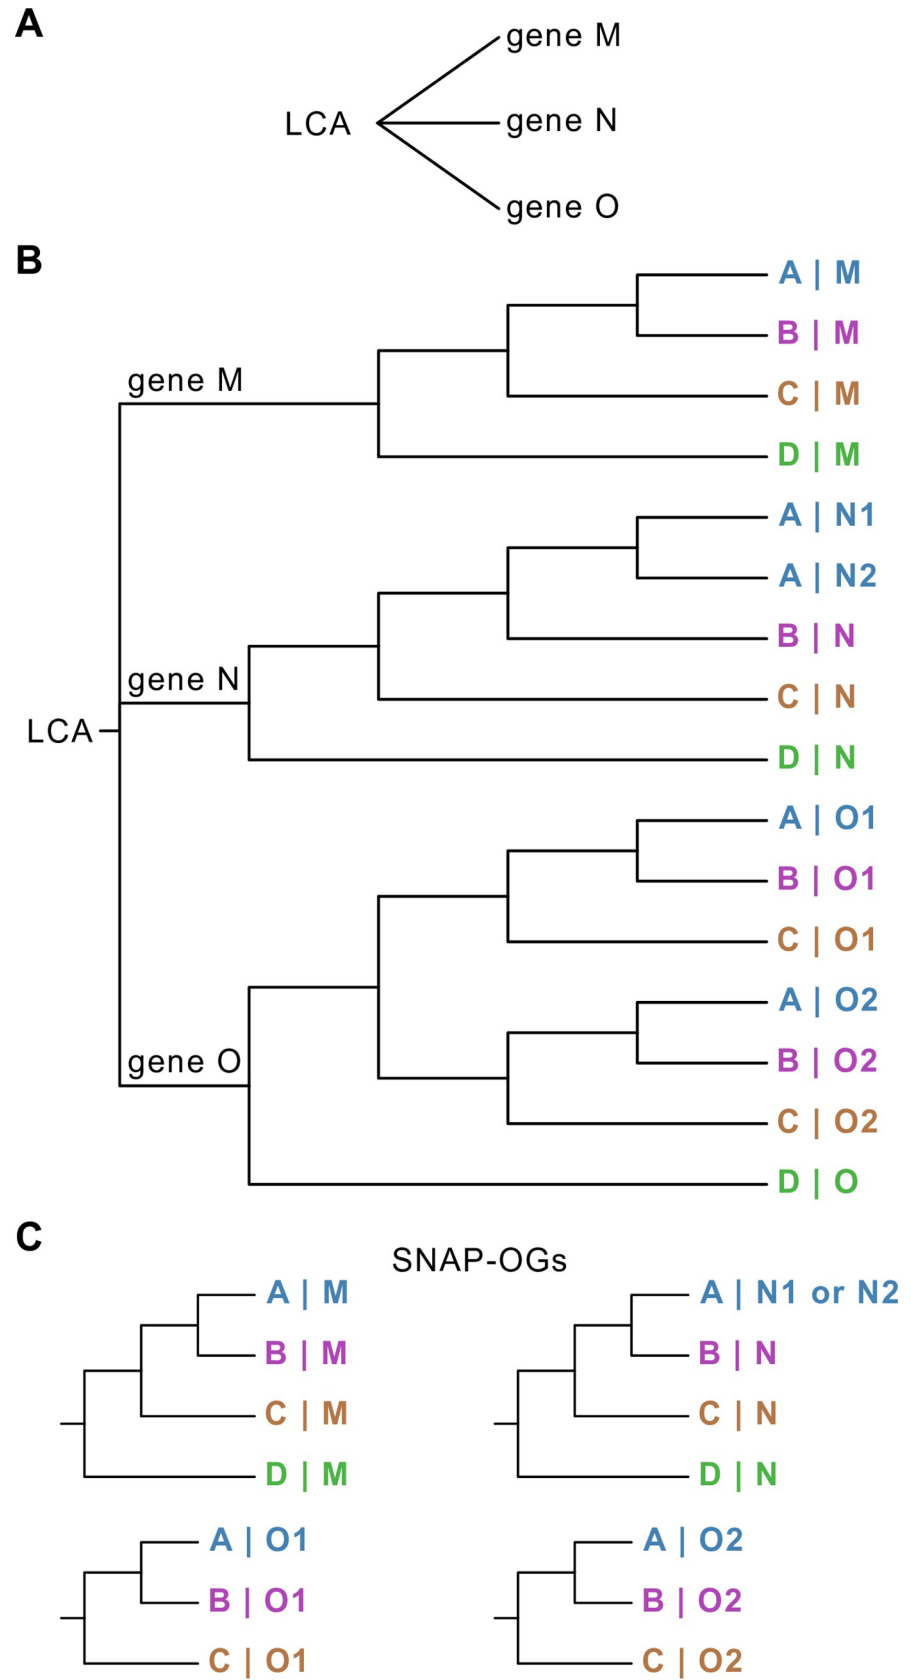 A
gene M
LCA
gene N
gene O
B
A | M
B | M
gene M
C | M
D | M
A | N1
A | N2
B | N
gene N
C | N
LCA
D | N
A | O1
B | O1
C | O1
A | O2
gene O
B | O2
C | O2
D | O
C
SNAP-OGs
A | M
B | M
C | M
D | M
A | N1 or N2
B | N
C | N
D | N
A | O1
B | O1
C | O1
A | O2
B | O2
C | O2